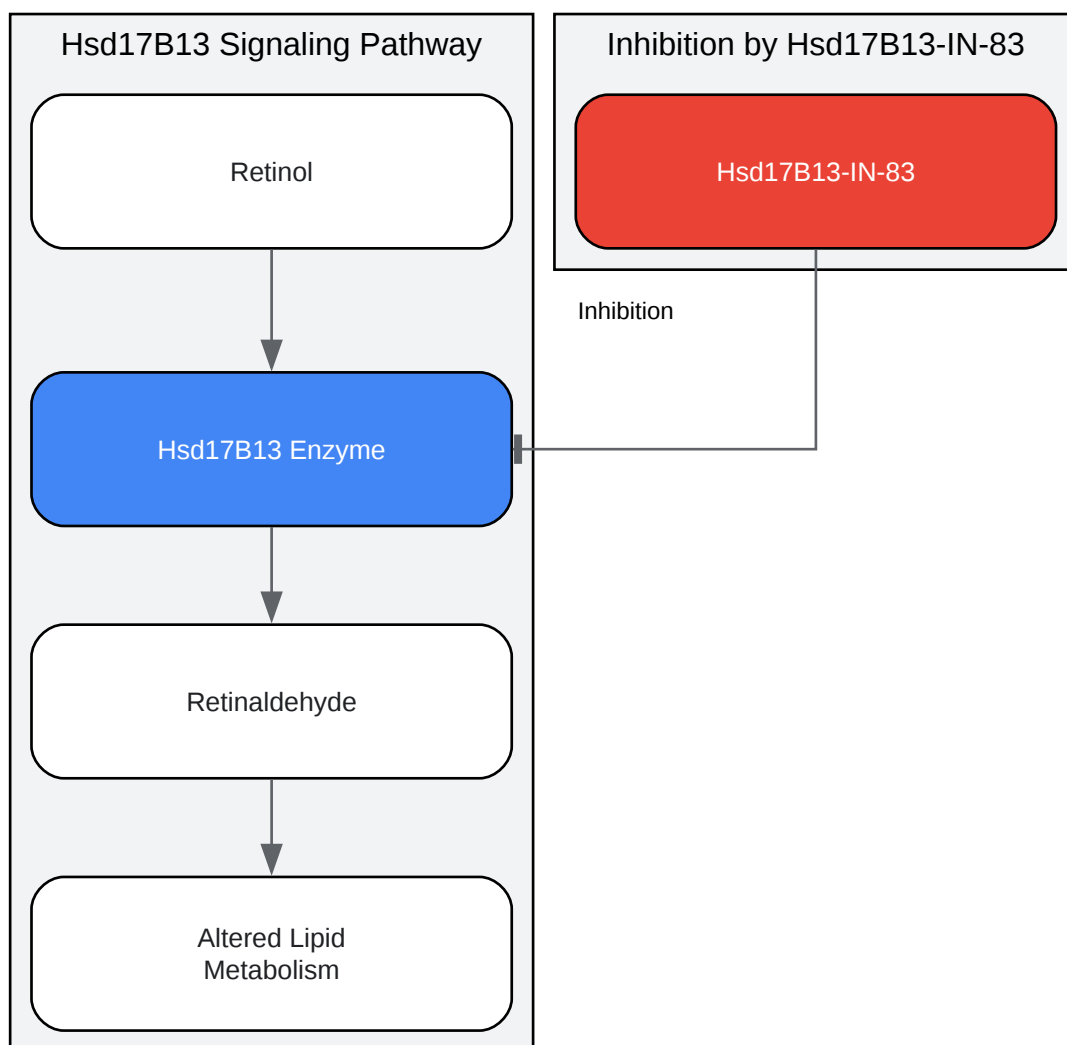 Hsd17B13 Signaling Pathway
Inhibition by Hsd17B13-IN-83
Retinol
Hsd17B13-IN-83
Inhibition
Hsd17B13 Enzyme
Retinaldehyde
Altered Lipid
Metabolism